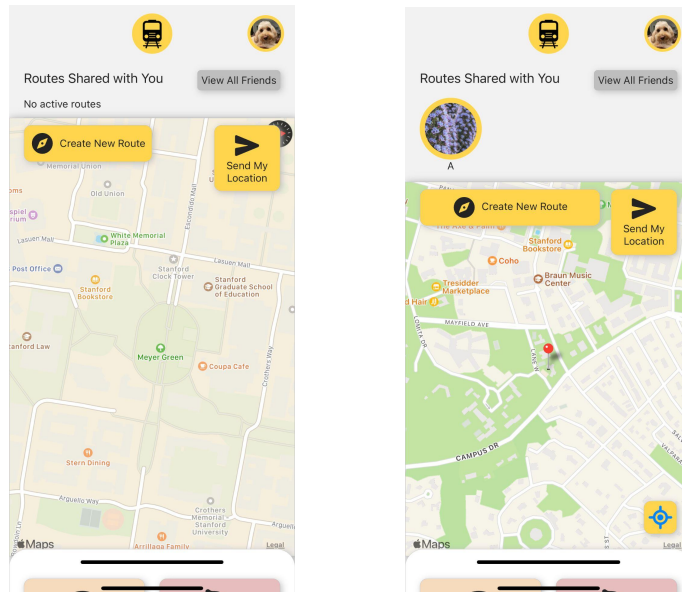 Routes Shared with You
View All Friends
No active routes
Create New Route
Send My
Location
Memorial Union
Old Union
Escondido Mall
White Memorial
Plaza
Lasuen Mall
Lasuen Mall
Post Office
Stanford
Clock Tower
Stanford
Bookstore
Stanford
Graduate School
of Education
Meyer Green
Coupa Cafe
Crothers Way
Stern Dining
Arguello Way
Crothers
Memorial -
Stanford
University
Arrillaga Family
Maps
Legal
Routes Shared with You
View All Friends
A
Create New Route
Send My
Location
Stanford
Bookstore
Coho
Braun Music
Center
Tresidder
Marketplace
MAYFIELD AVE
LOMITA DR
CAMPUS DR
Maps
Legal